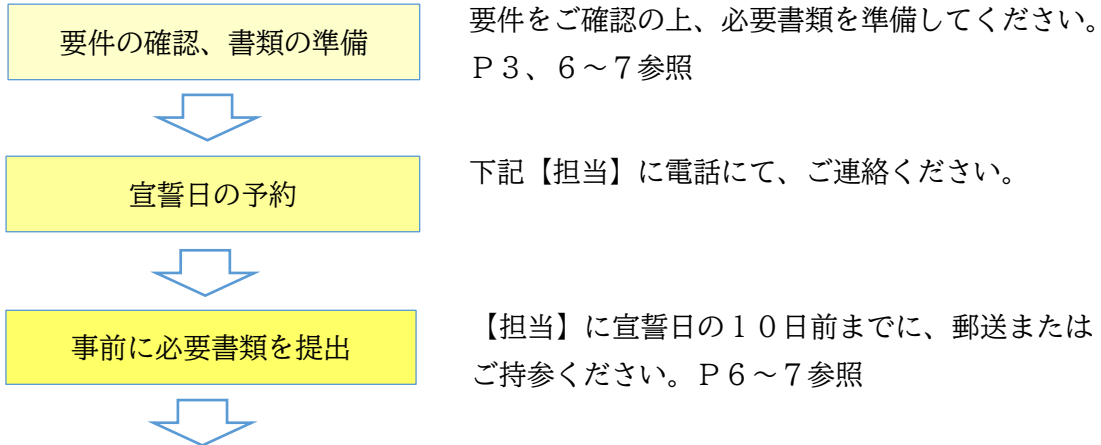 要件の確認、書類の準備
要件をご確認の上、必要書類を準備してください。
Ｐ３、６～７参照
宣誓日の予約
下記【担当】に電話にて、ご連絡ください。
事前に必要書類を提出
【担当】に宣誓日の１０日前までに、郵送または
ご持参ください。Ｐ６～７参照